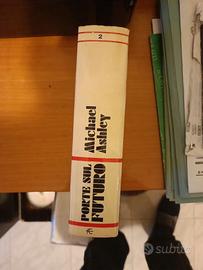 2
Michael
Ashley
PORTE SUL
FUTURO
subito